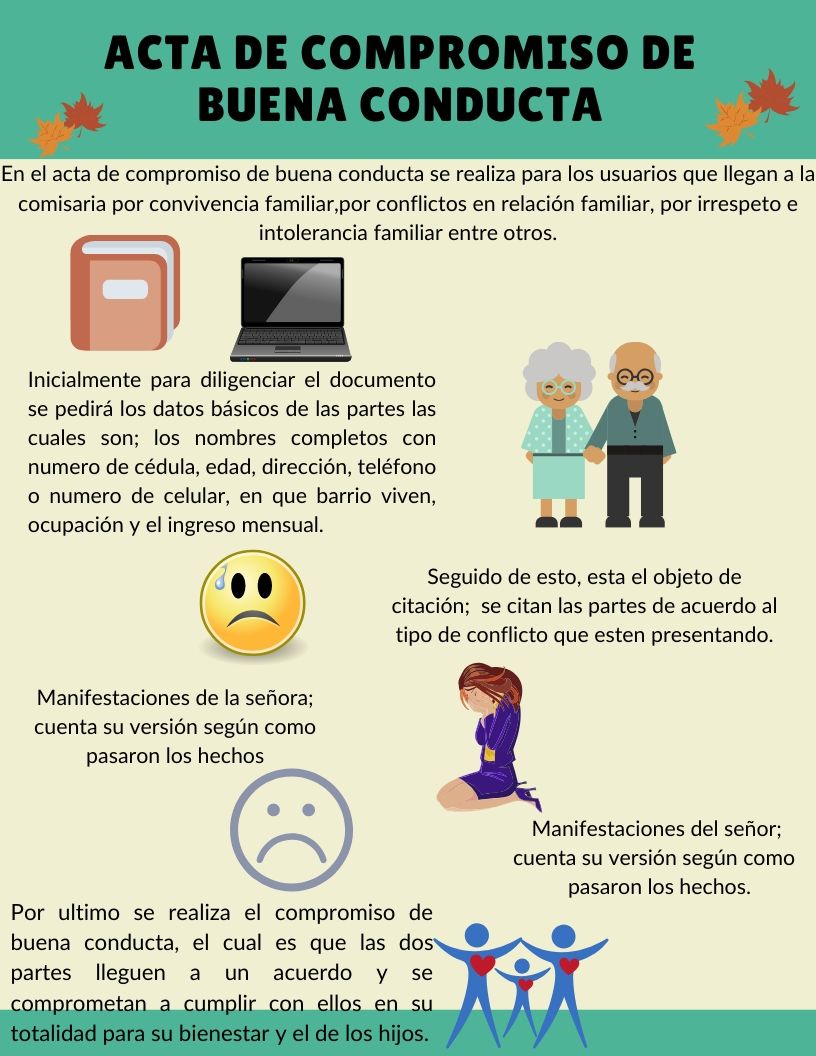 ACTA DE COMPROMISO DE
BUENA CONDUCTA
En el acta de compromiso de buena conducta se realiza para los usuarios que llegan a la
comisaria por convivencia familiar,por conflictos en relación familiar, por irrespeto e
intolerancia familiar entre otros.
Inicialmente para diligenciar el documento
se pedirá los datos básicos de las partes las
cuales son; los nombres completos con
numero de cédula, edad, dirección, teléfono
o numero de celular, en que barrio viven,
ocupación y el ingreso mensual.
Seguido de esto, esta el objeto de
citación;  se citan las partes de acuerdo al
tipo de conflicto que esten presentando.
Manifestaciones de la señora;
cuenta su versión según como
pasaron los hechos
Manifestaciones del señor;
cuenta su versión según como
pasaron los hechos.
Por ultimo se realiza el compromiso de
buena conducta, el cual es que las dos
partes lleguen a un acuerdo y se
comprometan a cumplir con ellos en su
totalidad para su bienestar y el de los hijos.